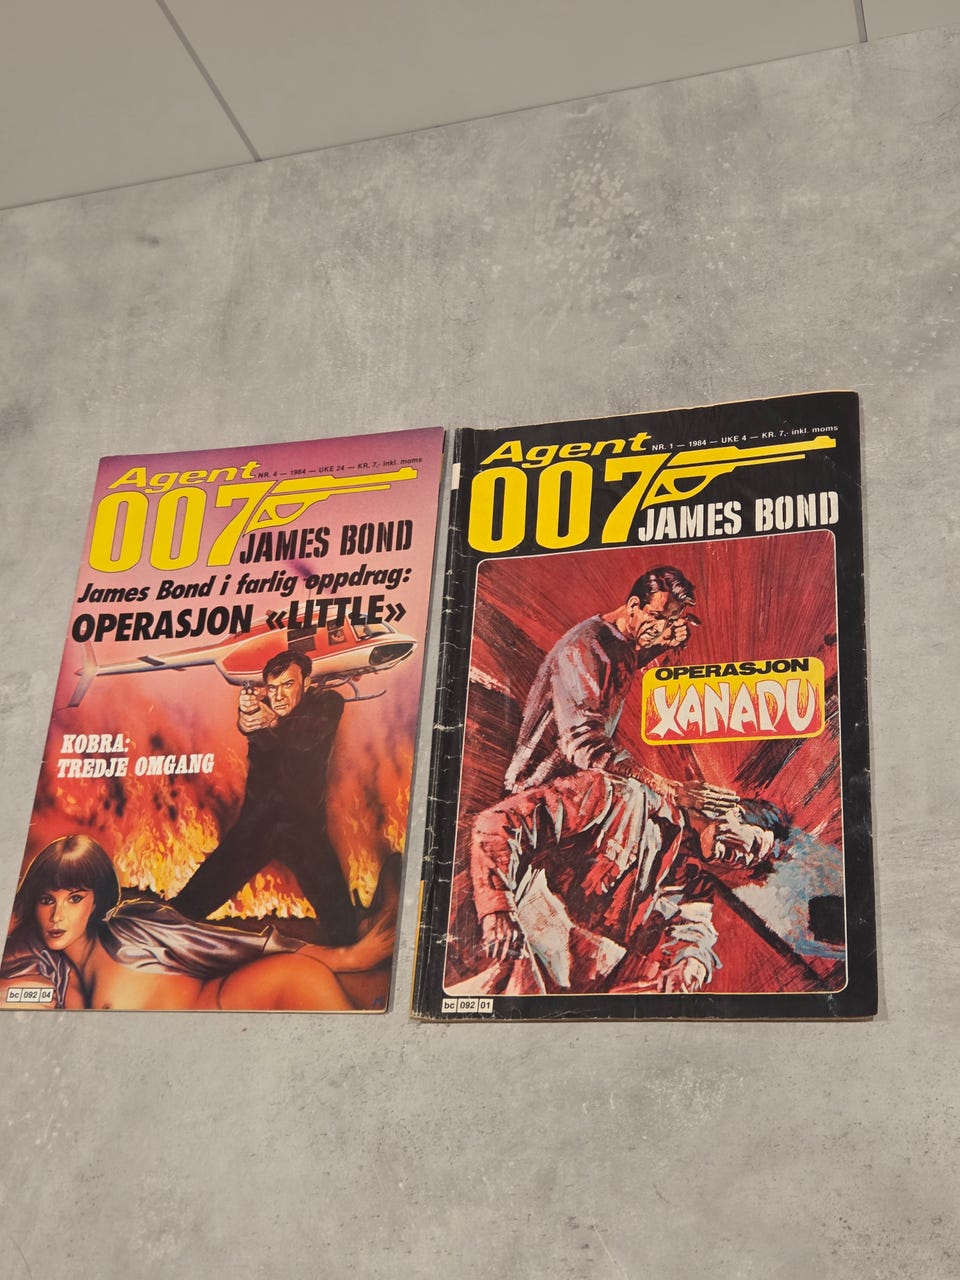 Agent
NR. 4 — 1984 — UKE 24 — KR. 7,- inkl. moms
007
JAMES BOND
James Bond i farlig oppdrag:
OPERASJON «LITTLE»
KOBRA:
TREDJE OMGANG
bc 092 04
Agent
NR. 1 — 1984 — UKE 4 — KR. 7,- inkl. moms
007
JAMES BOND
OPERASJON
XANADU
bc 092 01